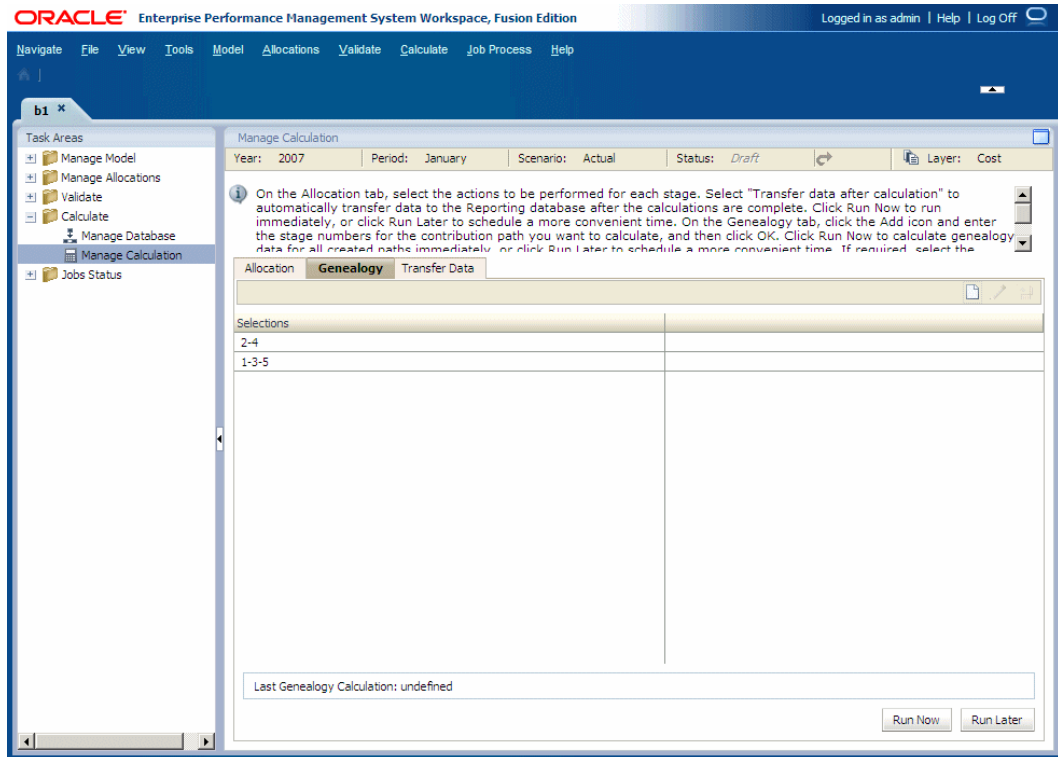 ORACLE Enterprise Performance Management System Workspace, Fusion Edition
Logged in as admin | Help | Log Off
Navigate File View Tools Model Allocations Validate Calculate Job Process Help
b1 ×
Task Areas
Manage Model
Manage Allocations
Validate
Calculate
Manage Database
Manage Calculation
Jobs Status
Manage Calculation
Year: 2007 Period: January Scenario: Actual Status: Draft Layer: Cost
On the Allocation tab, select the actions to be performed for each stage. Select "Transfer data after calculation" to
automatically transfer data to the Reporting database after the calculations are complete. Click Run Now to run
immediately, or click Run Later to schedule a more convenient time. On the Genealogy tab, click the Add icon and enter
the stage numbers for the contribution path you want to calculate, and then click OK. Click Run Now to calculate genealogy
data for all created paths immediately, or click Run Later to schedule a more convenient time. If required, select the
Allocation Genealogy Transfer Data
Selections
2-4
1-3-5
Last Genealogy Calculation: undefined
Run Now Run Later